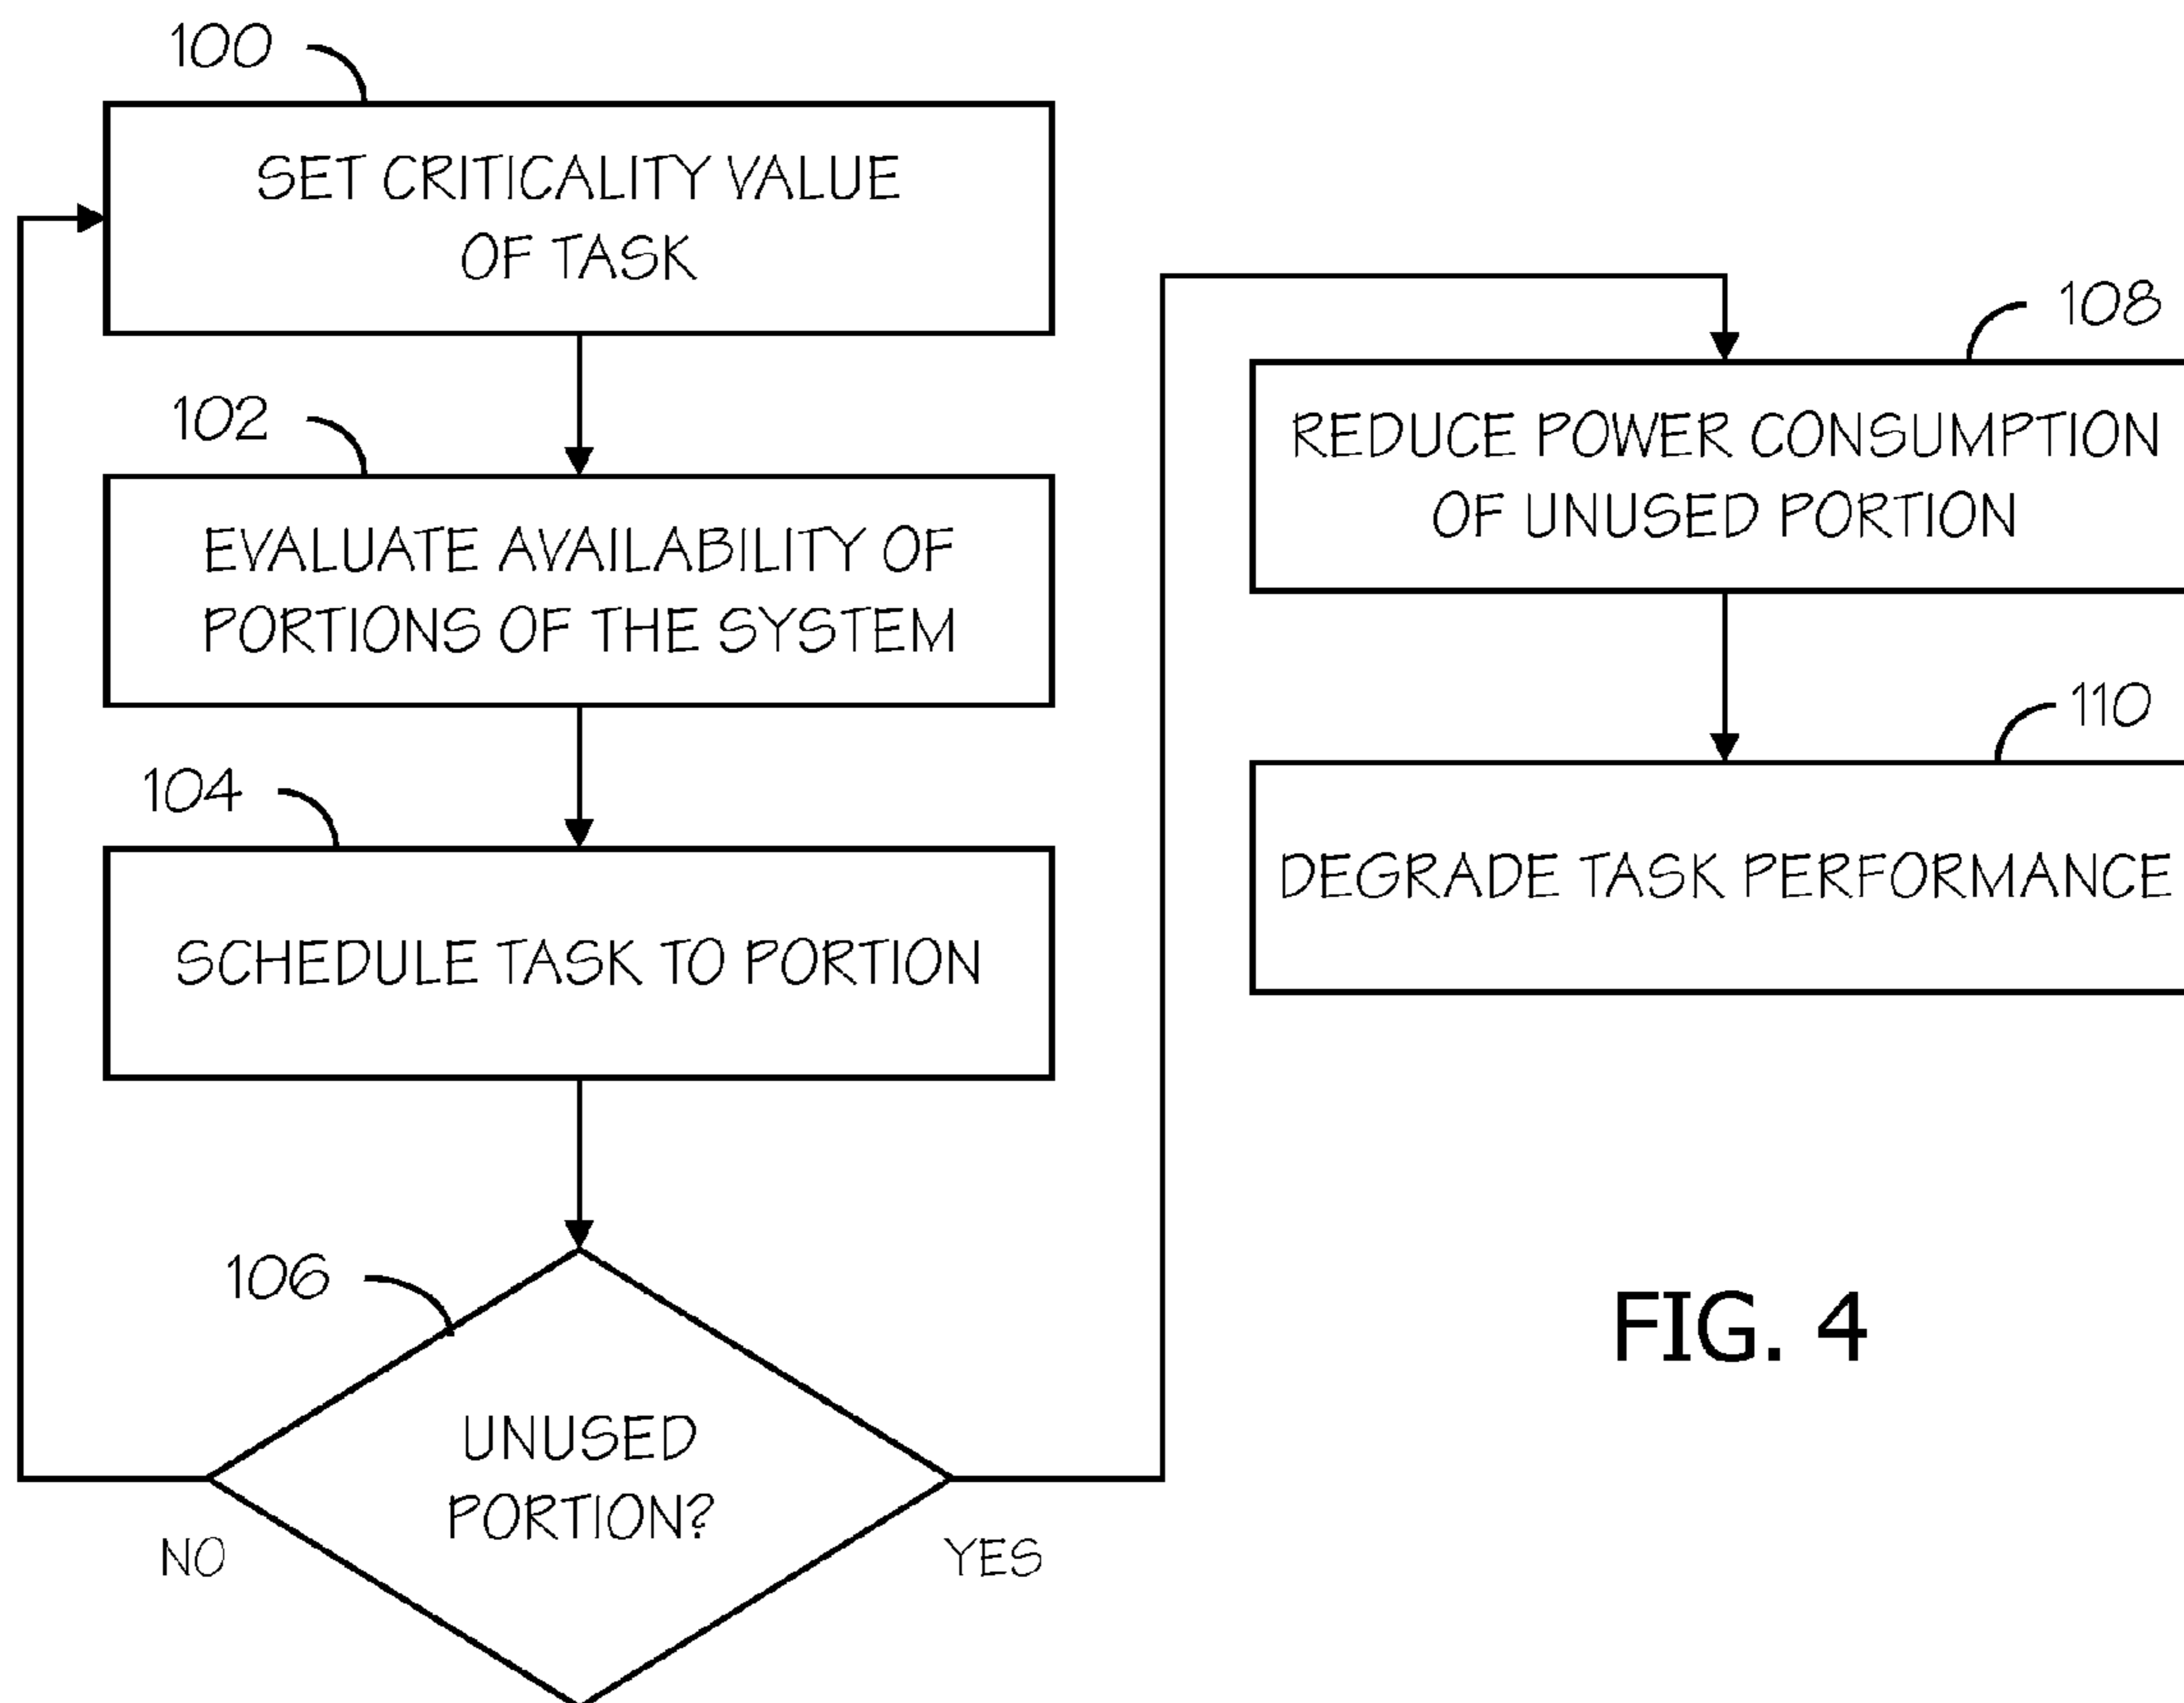 100
SET CRITICALITY VALUE
OF TASK
102
EVALUATE AVAILABILITY OF
PORTIONS OF THE SYSTEM
104
SCHEDULE TASK TO PORTION
106
UNUSED
PORTION?
NO
YES
108
REDUCE POWER CONSUMPTION
OF UNUSED PORTION
110
DEGRADE TASK PERFORMANCE
FIG. 4